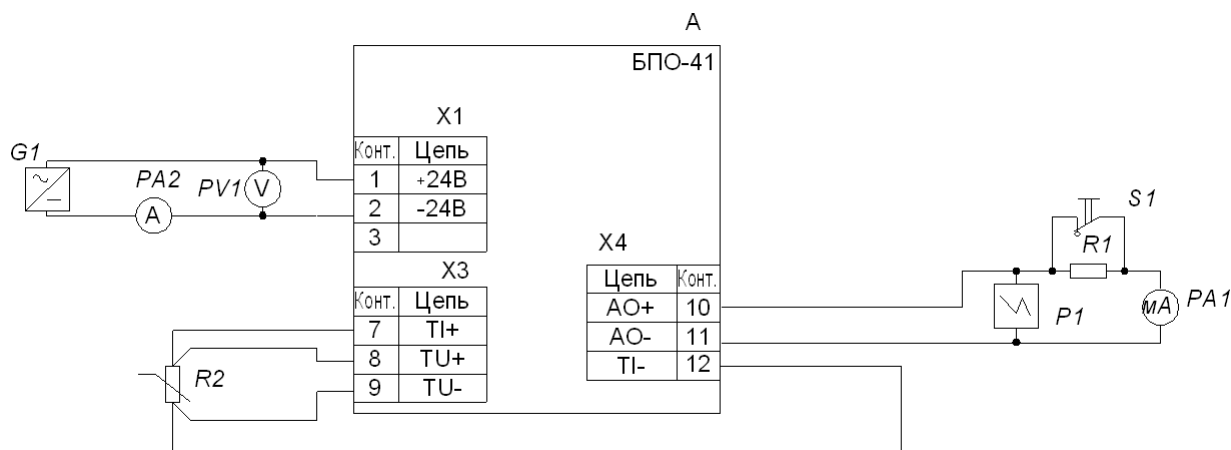 A
БПО-41
X1
Конт. Цепь
1 +24В
2 -24В
3
G1
PA2
A
PV1
V
X3
Конт. Цепь
7 TI+
8 TU+
9 TU-
R2
X4
Цепь Конт.
AO+ 10
AO- 11
TI- 12
S1
R1
P1
мА
PA1